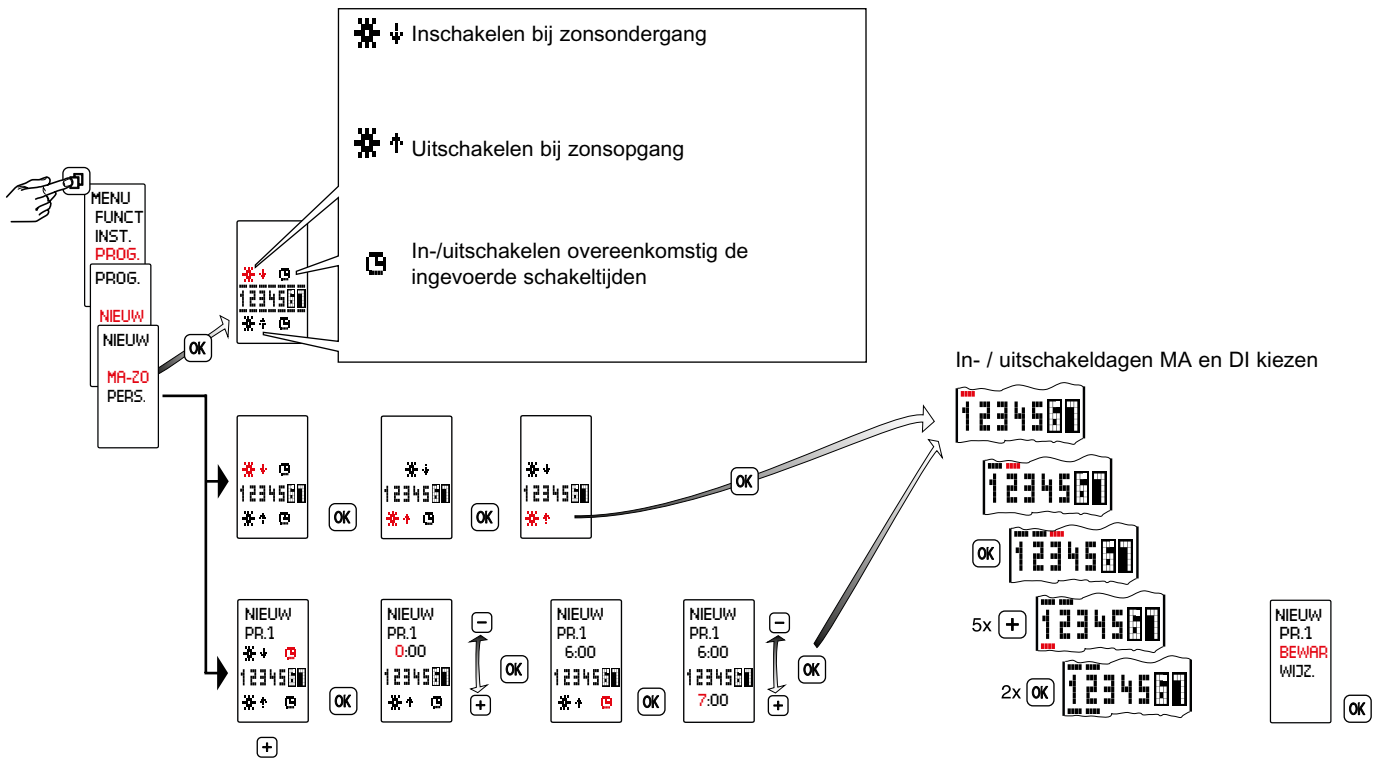 Inschakelen bij zonsondergang
Uitschakelen bij zonsopgang
In-/uitschakelen overeenkomstig de
ingevoerde schakeltijden
MENU
FUNCT
INST.
PROG.
PROG.
NIEUW
NIEUW
MA-ZO
PERS.
OK
1234567
1234567
OK
1234567
OK
1234567
OK
NIEUW
PR.1
1234567
+
OK
NIEUW
PR.1
0:00
1234567
-
+
OK
NIEUW
PR.1
6:00
1234567
OK
NIEUW
PR.1
6:00
1234567
7:00
-
+
OK
In- / uitschakeldagen MA en DI kiezen
1234567
1234567
OK 1234567
5x + 1234567
2x OK 1234567
NIEUW
PR.1
BEWAR
WIJZ.
OK